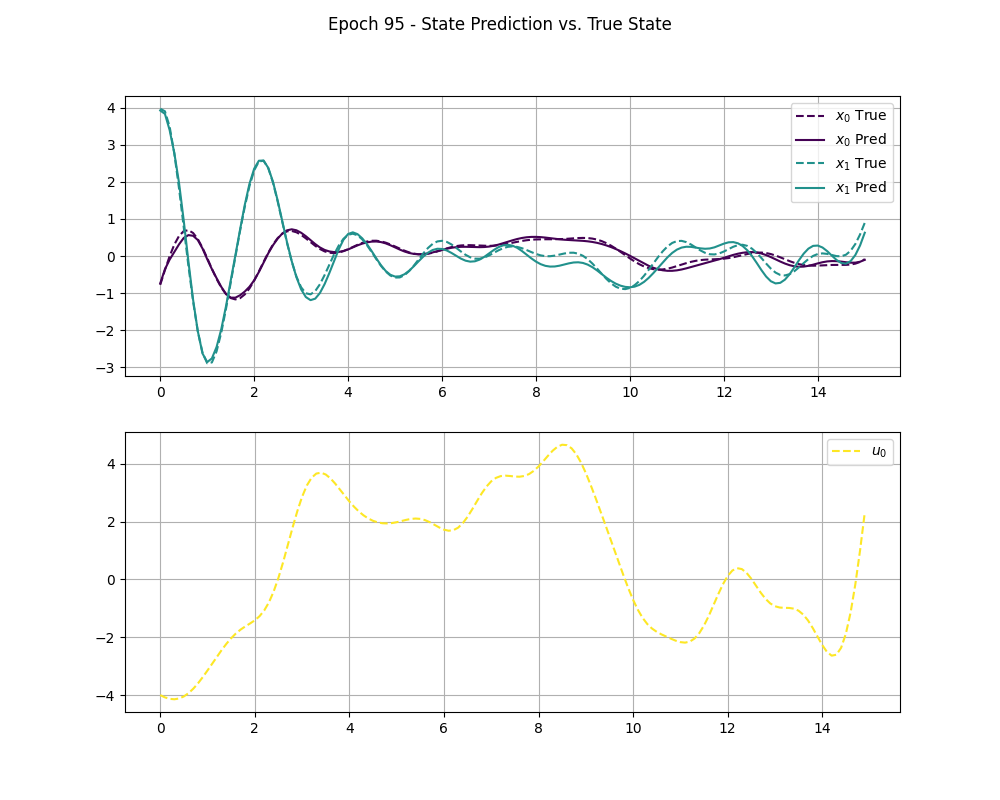 Epoch 95 - State Prediction vs. True State
4
3
2
1
0
−1
−2
−3
x₀ True
x₀ Pred
x₁ True
x₁ Pred
0 2 4 6 8 10 12 14
4
2
0
−2
−4
u₀
0 2 4 6 8 10 12 14